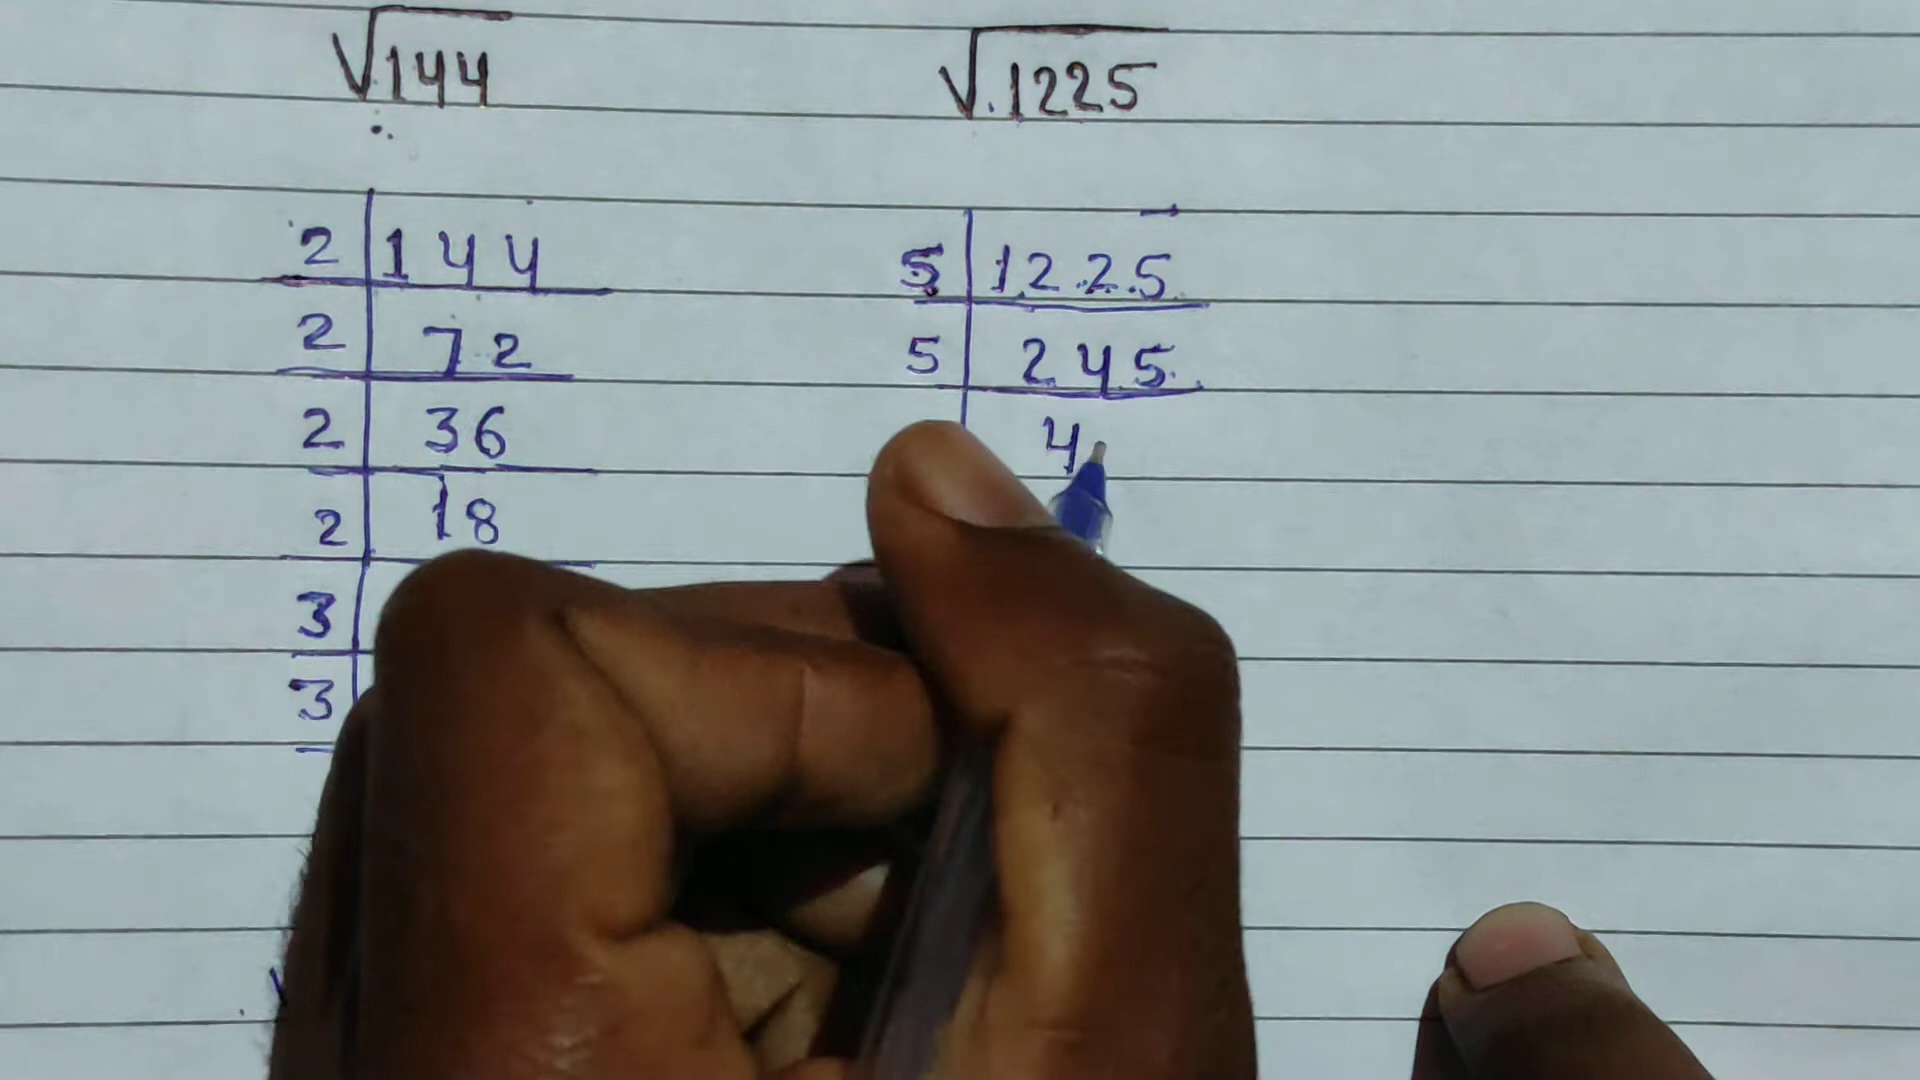 √144 √1225
2 | 144 5 | 1225
2 | 72 5 | 245
2 | 36 4
2 | 18
3
3